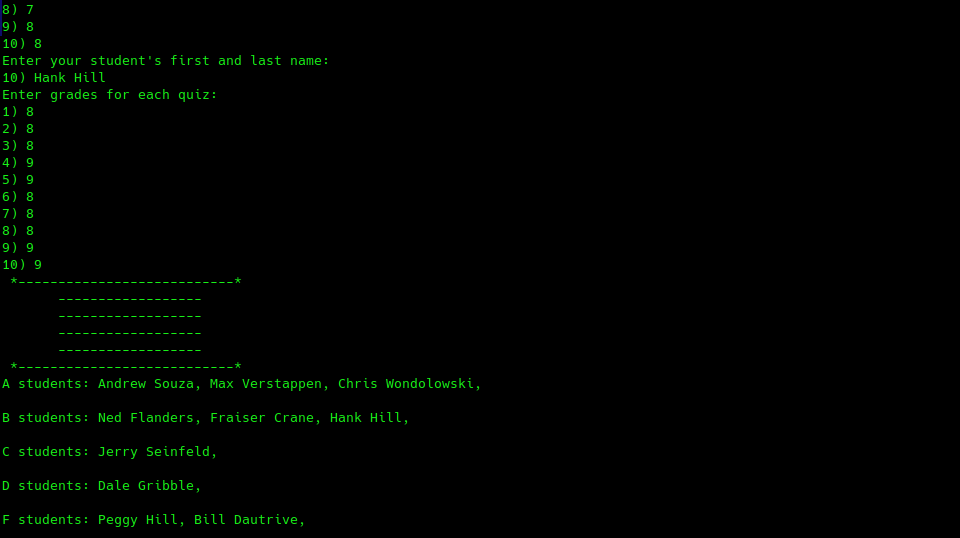 8) 7
9) 8
10) 8
Enter your student's first and last name:
10) Hank Hill
Enter grades for each quiz:
1) 8
2) 8
3) 8
4) 9
5) 9
6) 8
7) 8
8) 8
9) 9
10) 9
*---------------------------*
------------------
------------------
------------------
------------------
*---------------------------*
A students: Andrew Souza, Max Verstappen, Chris Wondolowski,
B students: Ned Flanders, Fraiser Crane, Hank Hill,
C students: Jerry Seinfeld,
D students: Dale Gribble,
F students: Peggy Hill, Bill Dautrive,